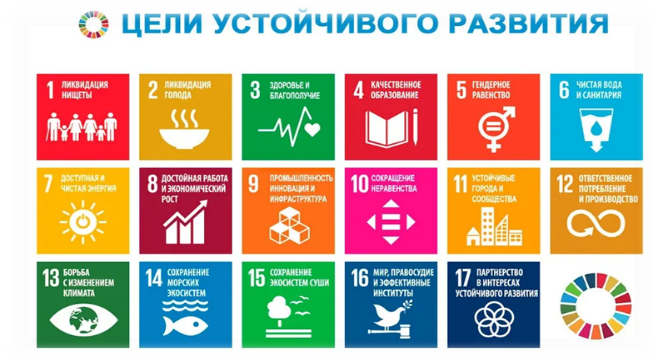 ЦЕЛИ УСТОЙЧИВОГО РАЗВИТИЯ
1 ЛИКВИДАЦИЯ
НИЩЕТЫ
2 ЛИКВИДАЦИЯ
ГОЛОДА
3 ЗДОРОВЬЕ И
БЛАГОПОЛУЧИЕ
4 КАЧЕСТВЕННОЕ
ОБРАЗОВАНИЕ
5 ГЕНДЕРНОЕ
РАВЕНСТВО
6 ЧИСТАЯ ВОДА
И САНИТАРИЯ
7 ДОСТУПНАЯ И
ЧИСТАЯ ЭНЕРГИЯ
8 ДОСТОЙНАЯ РАБОТА
И ЭКОНОМИЧЕСКИЙ
РОСТ
9 ПРОМЫШЛЕННОСТЬ
ИННОВАЦИЯ И
ИНФРАСТРУКТУРА
10 СОКРАЩЕНИЕ
НЕРАВЕНСТВА
11 УСТОЙЧИВЫЕ
ГОРОДА И
СООБЩЕСТВА
12 ОТВЕТСТВЕННОЕ
ПОТРЕБЛЕНИЕ
И ПРОИЗВОДСТВО
13 БОРЬБА
С ИЗМЕНЕНИЕМ
КЛИМАТА
14 СОХРАНЕНИЕ
МОРСКИХ
ЭКОСИСТЕМ
15 СОХРАНЕНИЕ
ЭКОСИСТЕМ СУШИ
16 МИР, ПРАВОСУДИЕ
И ЭФФЕКТИВНЫЕ
ИНСТИТУТЫ
17 ПАРТНЕРСТВО
В ИНТЕРЕСАХ
УСТОЙЧИВОГО РАЗВИТИЯ